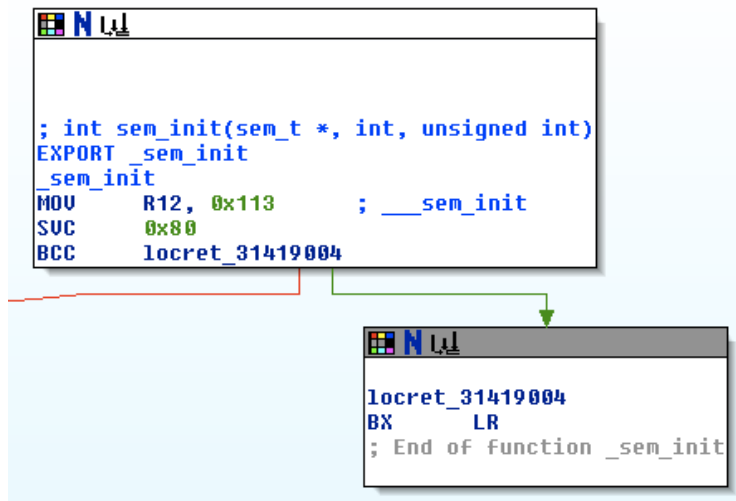 ; int sem_init(sem_t *, int, unsigned int)
EXPORT _sem_init
_sem_init
MOV R12, 0x113 ; ___sem_init
SVC 0x80
BCC locret_31419004
locret_31419004
BX LR
; End of function _sem_init